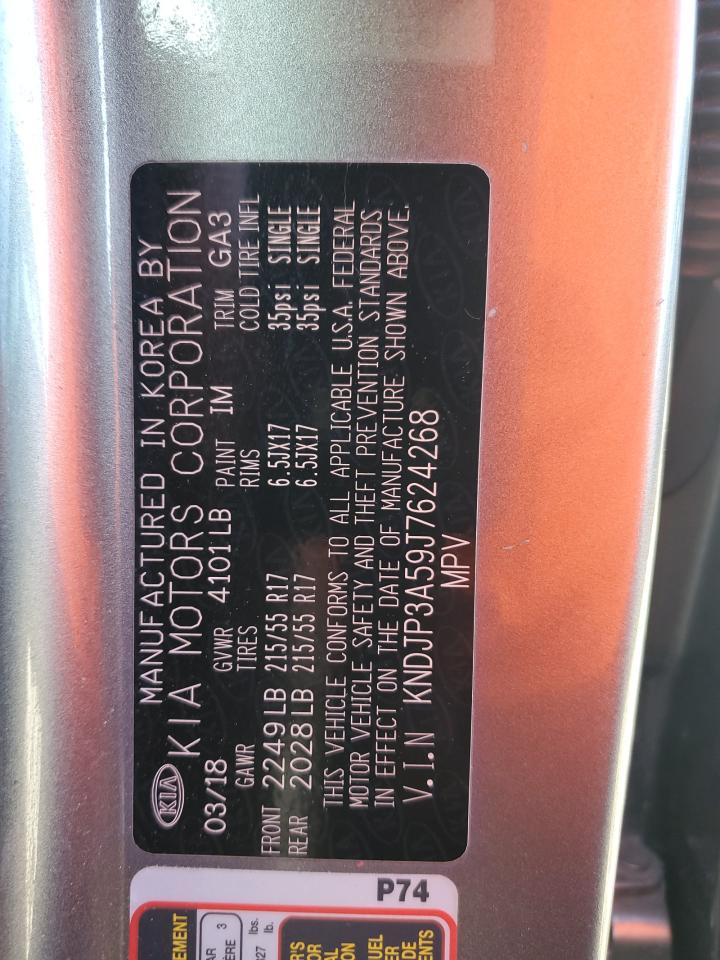 MANUFACTURED IN KOREA BY
KIA KIA MOTORS CORPORATION
03/18 GVWR 4101LB PAINT IM TRIM GA3
GAWR TIRES RIMS COLD TIRE INFL
FRONT 2249LB 215/55 R17 6.5JX17 35psi SINGLE
REAR 2028LB 215/55 R17 6.5JX17 35psi SINGLE
THIS VEHICLE CONFORMS TO ALL APPLICABLE U.S.A. FEDERAL
MOTOR VEHICLE SAFETY AND THEFT PREVENTION STANDARDS
IN EFFECT ON THE DATE OF MANUFACTURE SHOWN ABOVE.
V.I.N KNDJP3A59J7624268
MPV
P74
lbs.
lb.